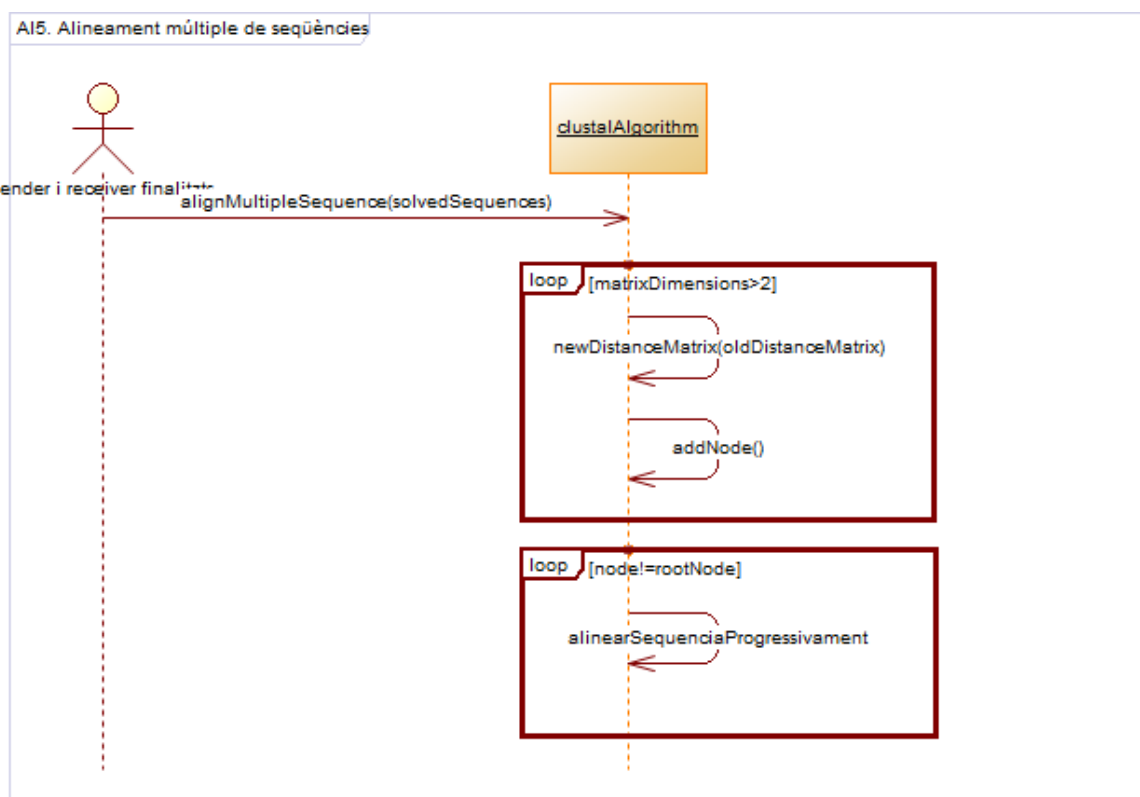 AI5. Alineament múltiple de seqüències
clustalAlgorithm
ender i receiver
alignMultipleSequence(solvedSequences)
loop [matrixDimensions>2]
newDistanceMatrix(oldDistanceMatrix)
addNode()
loop [node!=rootNode]
alinearSequenciaProgressivament